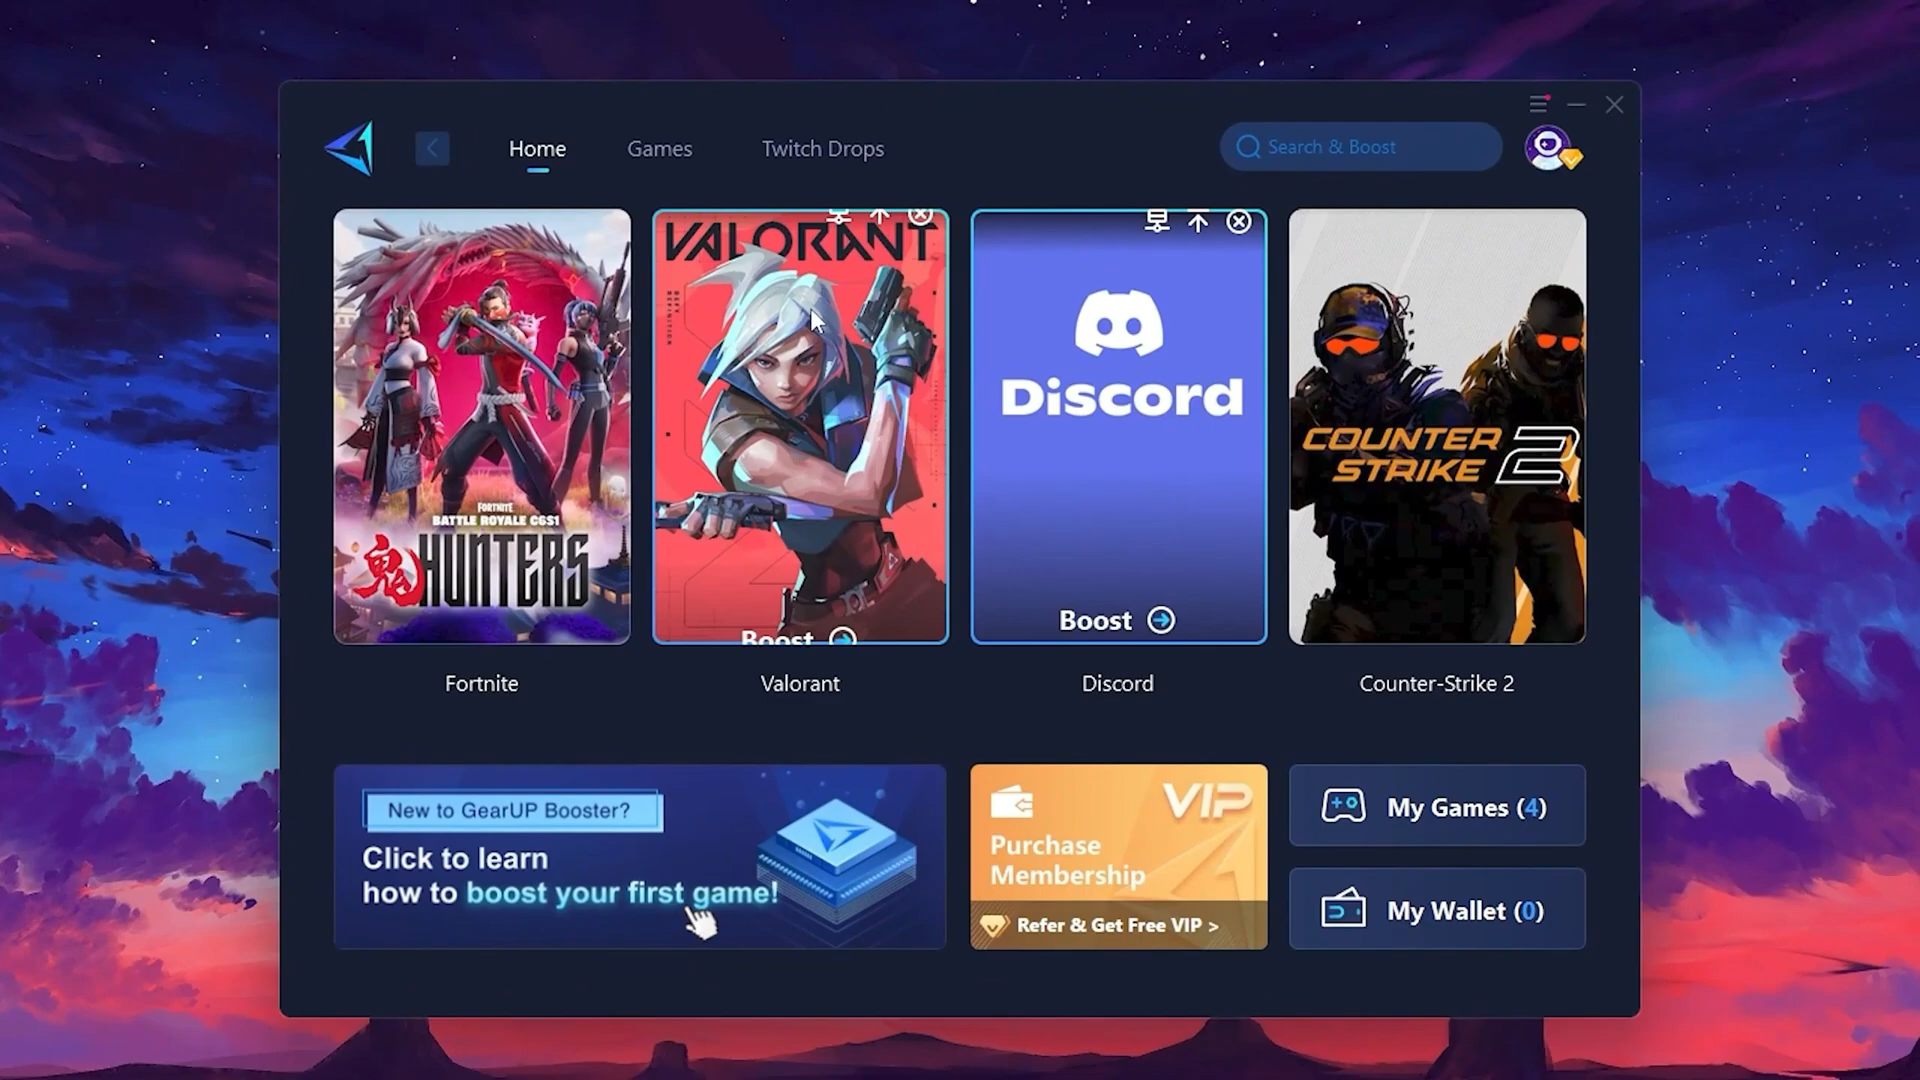 Home
Games
Twitch Drops
Search & Boost
VALORANT
Boost
Discord
Boost
FORTNITE
BATTLE ROYALE C6S1
鬼 HUNTERS
COUNTER
STRIKE 2
Fortnite
Valorant
Discord
Counter-Strike 2
New to GearUP Booster?
Click to learn
how to boost your first game!
VIP
Purchase
Membership
Refer & Get Free VIP >
My Games (4)
My Wallet (0)